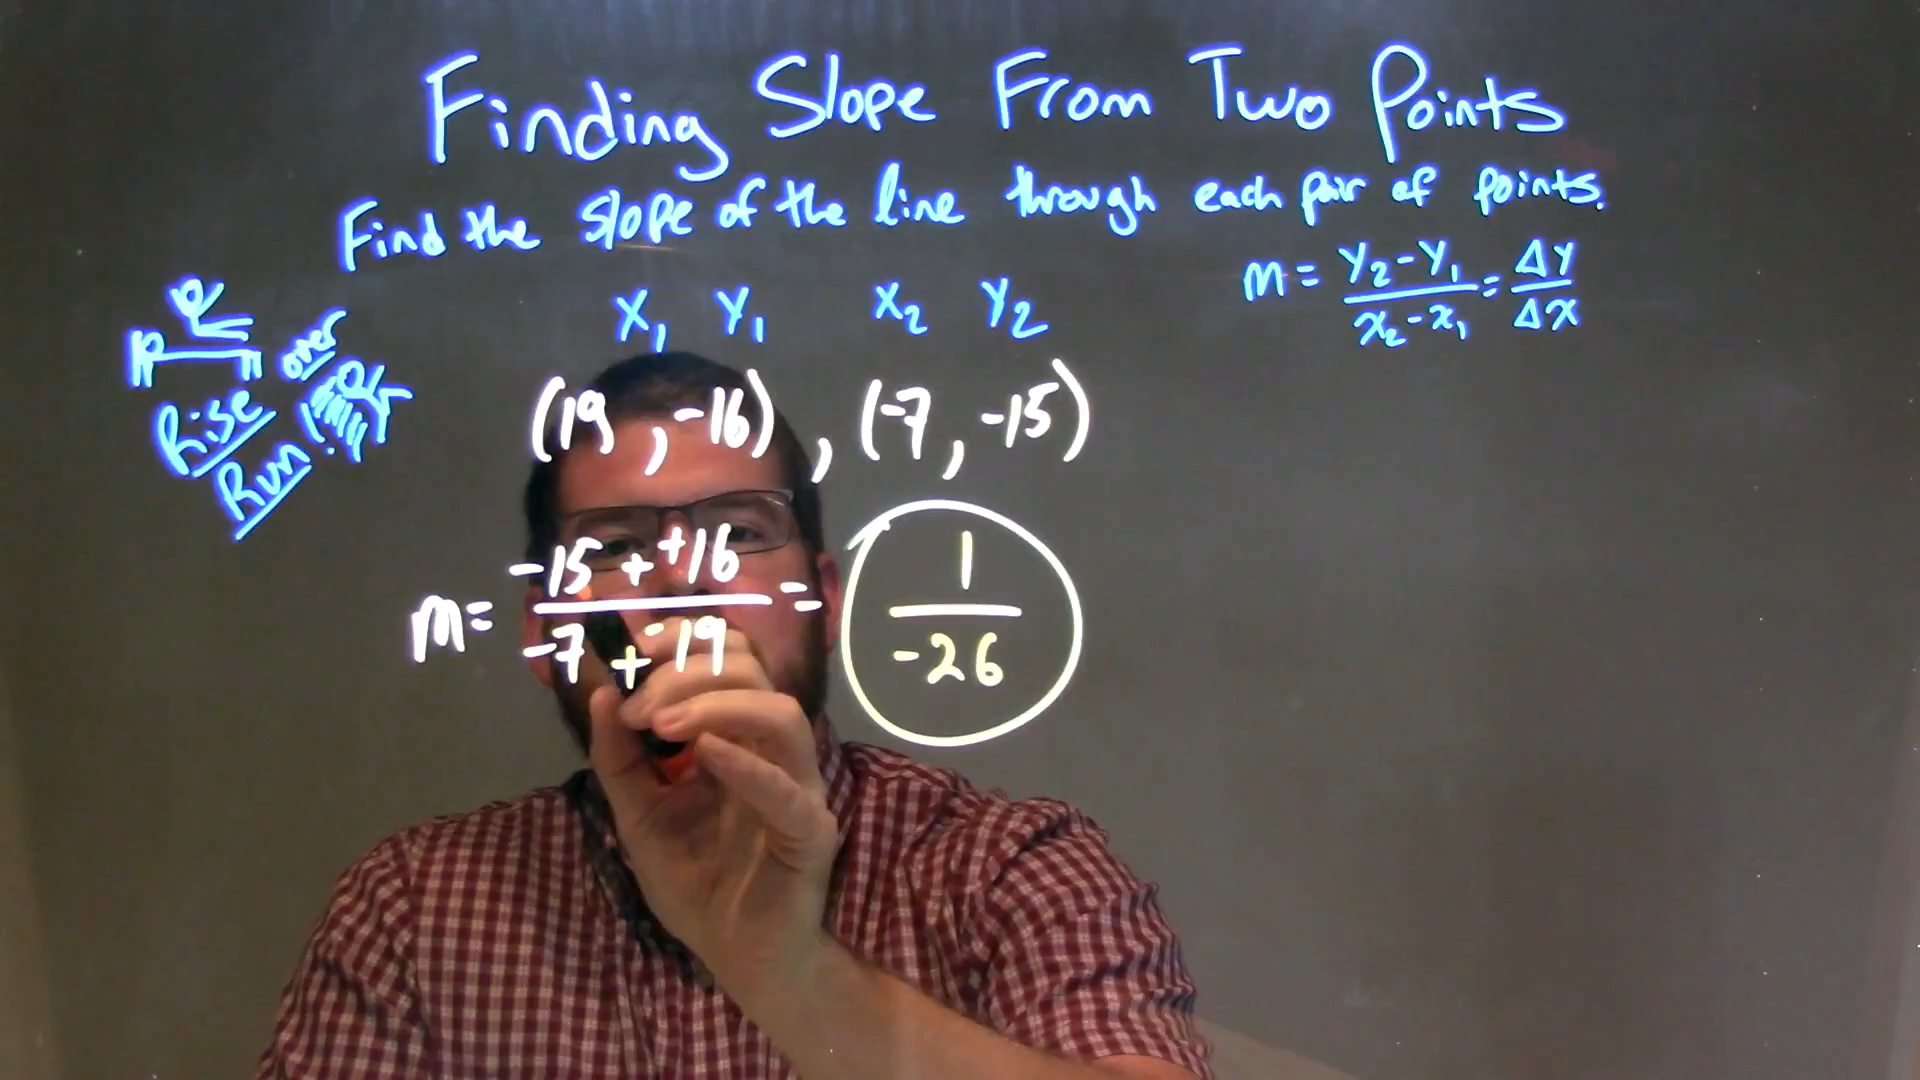 Finding Slope From Two Points
Find the slope of the line through each pair of points.
m = y₂-y₁ / x₂-x₁ = Δy / Δx
x₁ y₁ x₂ y₂
over
Rise
Run
(19, -16), (-7, -15)
m = -15 + +16 / -7 + -19 = 1 / -26